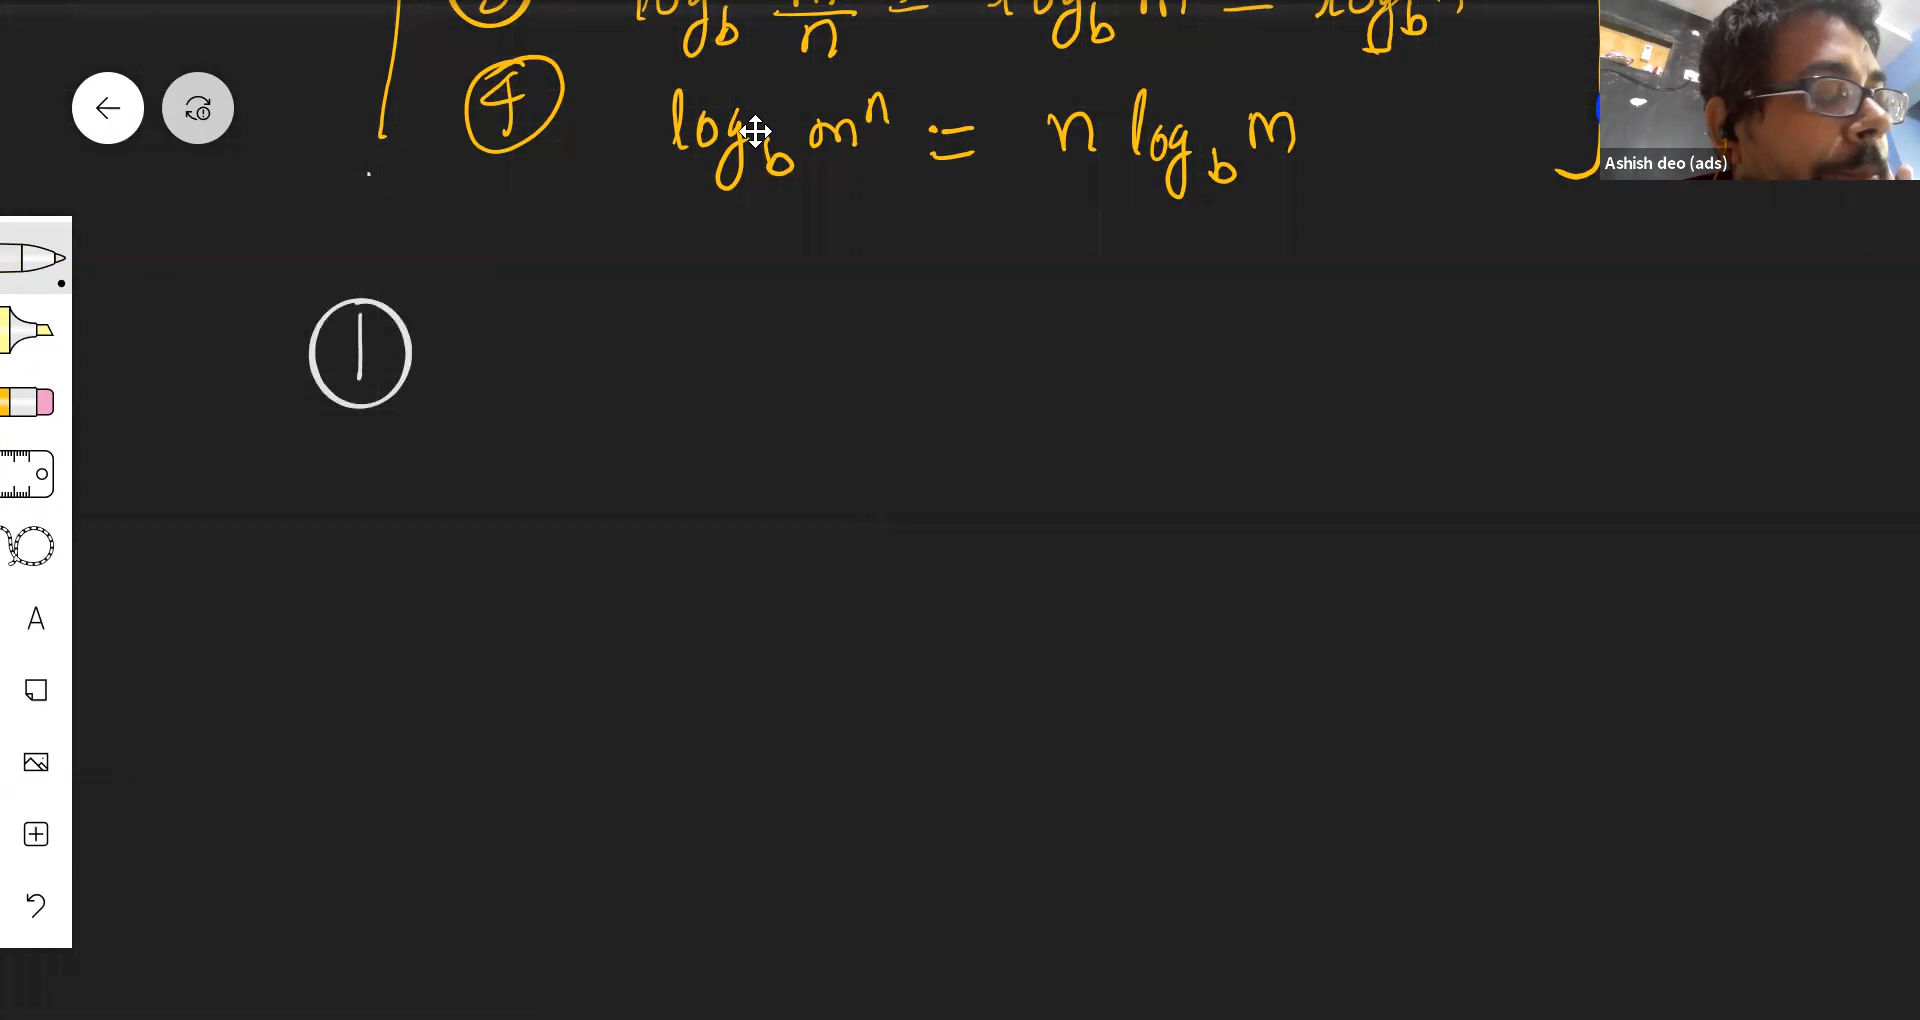 log_b m/n = log_b m - log_b n
④ log_b m^n = n log_b m
Ashish deo (ads)
①
A